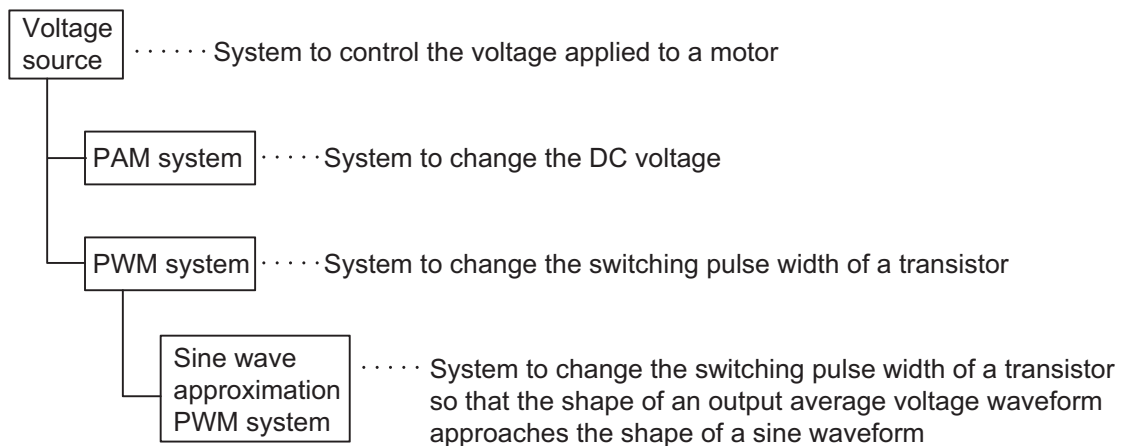 Voltage
source
······ System to control the voltage applied to a motor
PAM system
····· System to change the DC voltage
PWM system
····· System to change the switching pulse width of a transistor
Sine wave
approximation
PWM system
····· System to change the switching pulse width of a transistor
so that the shape of an output average voltage waveform
approaches the shape of a sine waveform